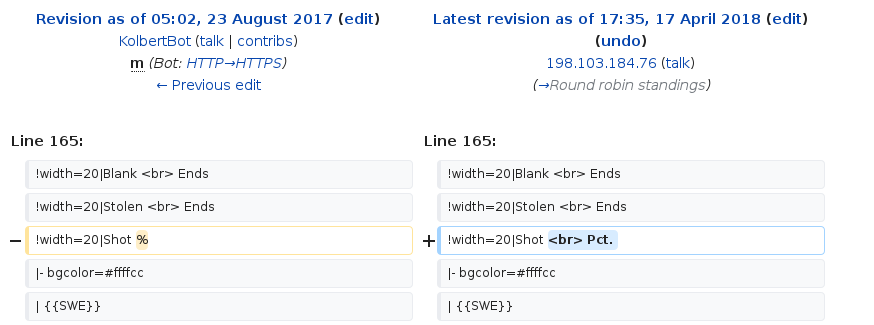 Revision as of 05:02, 23 August 2017 (edit)
KolbertBot (talk | contribs)
m (Bot: HTTP→HTTPS)
← Previous edit
Latest revision as of 17:35, 17 April 2018 (edit)
(undo)
198.103.184.76 (talk)
(→Round robin standings)
Line 165:
Line 165:
!width=20|Blank <br> Ends
!width=20|Blank <br> Ends
!width=20|Stolen <br> Ends
!width=20|Stolen <br> Ends
− !width=20|Shot %
+ !width=20|Shot <br> Pct.
|- bgcolor=#ffffcc
|- bgcolor=#ffffcc
| {{SWE}}
| {{SWE}}